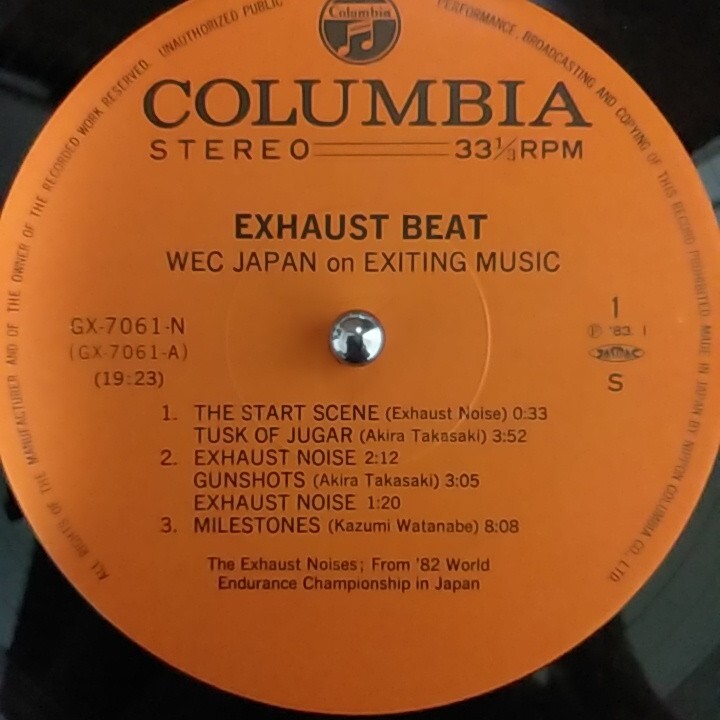 Columbia
COLUMBIA
STEREO 33⅓ RPM
EXHAUST BEAT
WEC JAPAN on EXITING MUSIC
GX-7061-N
(GX-7061-A)
(19:23)
1
Ⓟ '83. 1
JASRAC
S
1. THE START SCENE (Exhaust Noise) 0:33
TUSK OF JUGAR (Akira Takasaki) 3:52
2. EXHAUST NOISE 2:12
GUNSHOTS (Akira Takasaki) 3:05
EXHAUST NOISE 1:20
3. MILESTONES (Kazumi Watanabe) 8:08
The Exhaust Noises; From '82 World
Endurance Championship in Japan
ALL RIGHTS OF THE MANUFACTURER AND OF THE OWNER OF THE RECORDED WORK RESERVED. UNAUTHORIZED PUBLIC PERFORMANCE, BROADCASTING AND COPYING OF THIS RECORD PROHIBITED. MADE IN JAPAN BY NIPPON COLUMBIA CO., LTD.